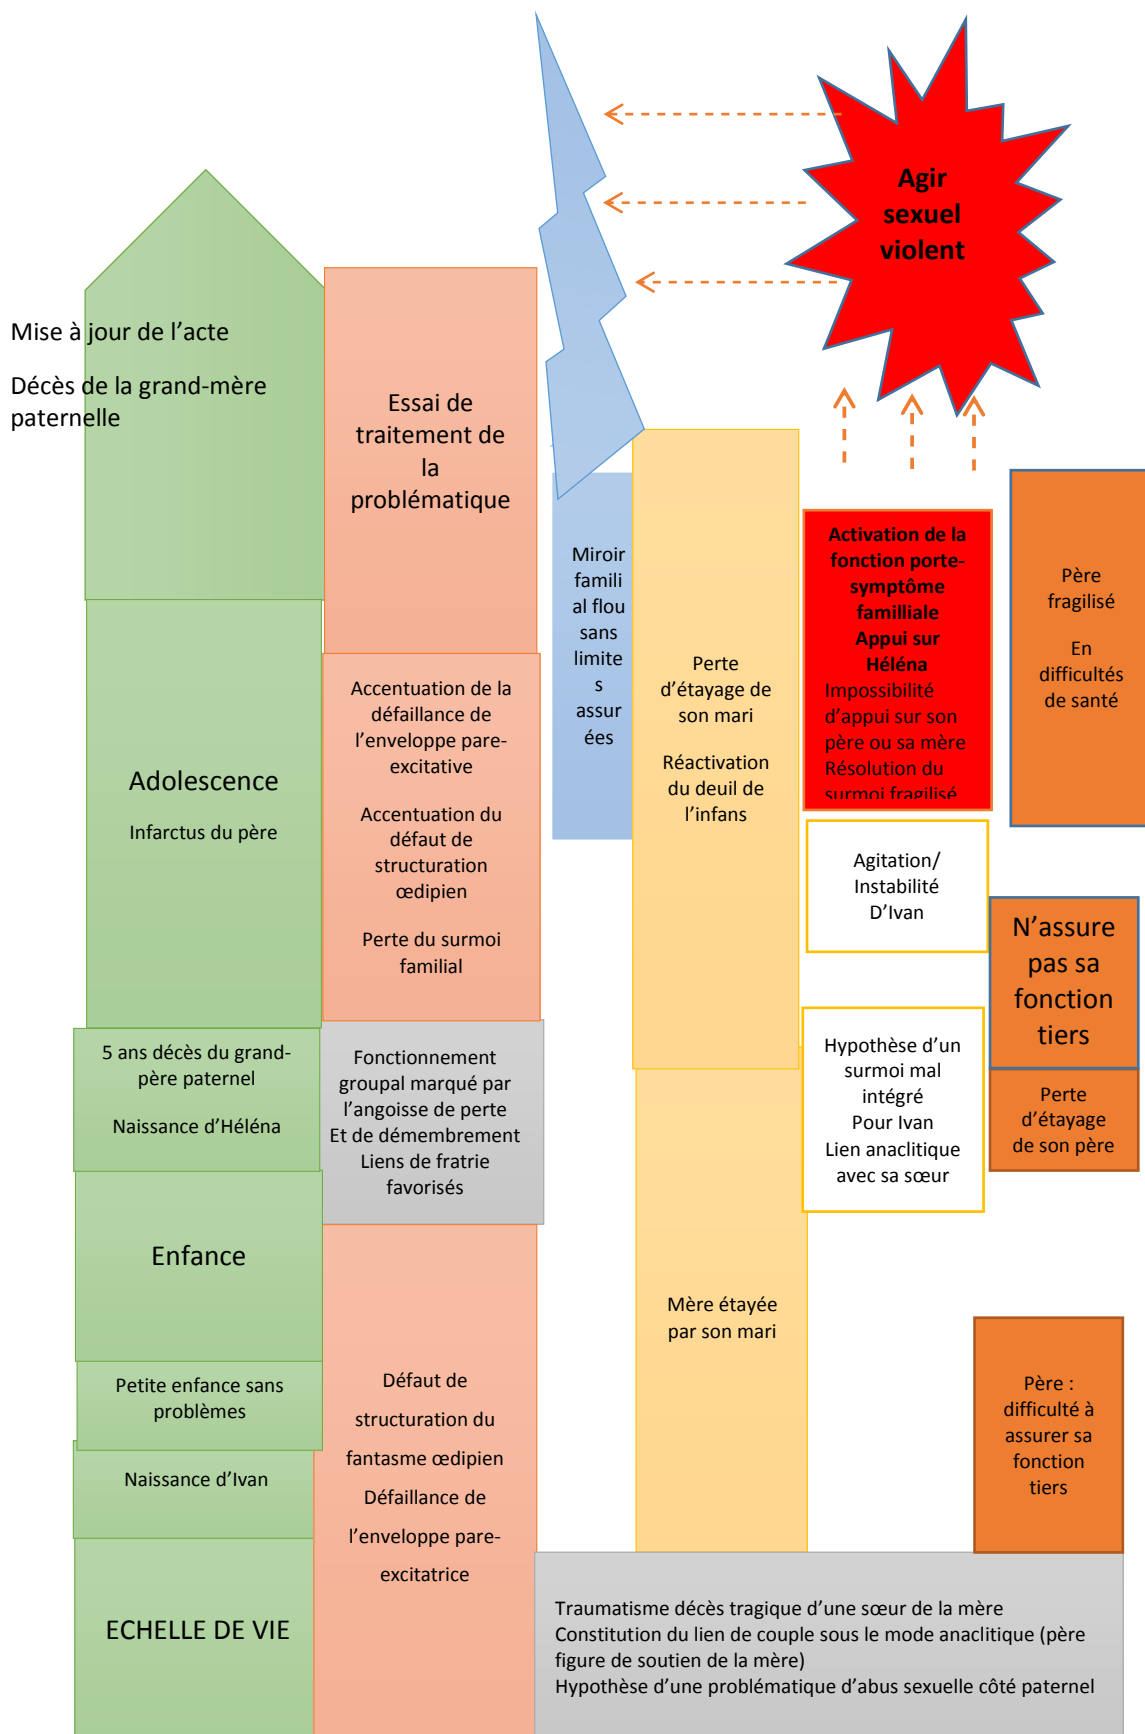 Agir
sexuel
violent
Mise à jour de l’acte
Décès de la grand-mère
paternelle
Essai de
traitement de
la
problématique
Miroir
famili
al flou
sans
limite
s
assur
ées
Perte
d’étayage de
son mari
Réactivation
du deuil de
l’infans
Activation de la
fonction porte-
symptôme
familliale
Appui sur
Héléna
Impossibilité
d’appui sur son
père ou sa mère
Résolution du
surmoi fragilisé
Père
fragilisé
En
difficultés
de santé
Adolescence
Infarctus du père
Accentuation de la
défaillance de
l’enveloppe pare-
excitative
Accentuation du
défaut de
structuration
œdipien
Perte du surmoi
familial
Agitation/
Instabilité
D’Ivan
N’assure
pas sa
fonction
tiers
5 ans décès du grand-
père paternel
Naissance d’Héléna
Fonctionnement
groupal marqué par
l’angoisse de perte
Et de démembrement
Liens de fratrie
favorisés
Hypothèse d’un
surmoi mal
intégré
Pour Ivan
Lien anaclitique
avec sa sœur
Perte
d’étayage
de son père
Enfance
Mère étayée
par son mari
Petite enfance sans
problèmes
Naissance d’Ivan
Défaut de
structuration du
fantasme œdipien
Défaillance de
l’enveloppe pare-
excitatrice
Père :
difficulté à
assurer sa
fonction
tiers
ECHELLE DE VIE
Traumatisme décès tragique d’une sœur de la mère
Constitution du lien de couple sous le mode anaclitique (père
figure de soutien de la mère)
Hypothèse d’une problématique d’abus sexuelle côté paternel